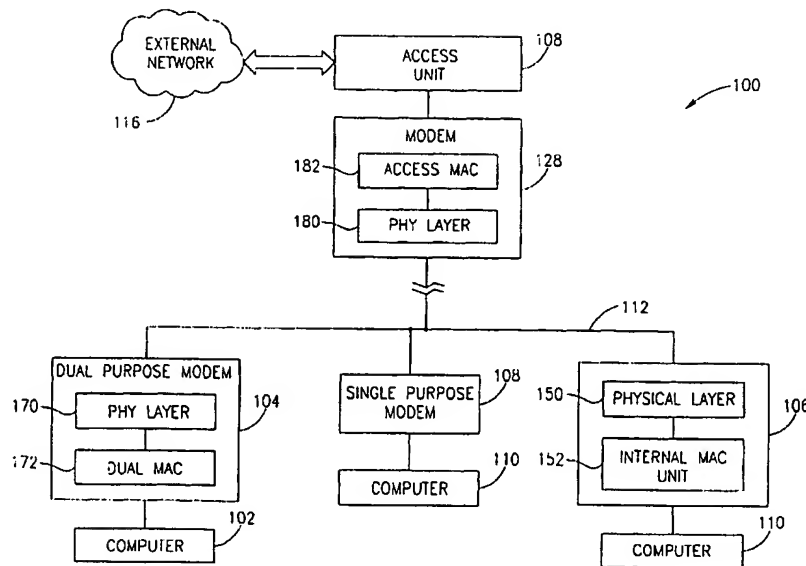 EXTERNAL
NETWORK
116
ACCESS
UNIT
108
100
MODEM
182
ACCESS MAC
128
180
PHY LAYER
112
DUAL PURPOSE MODEM
170
PHY LAYER
104
172
DUAL MAC
COMPUTER
102
SINGLE PURPOSE
MODEM
108
COMPUTER
110
150
PHYSICAL LAYER
106
152
INTERNAL MAC
UNIT
COMPUTER
110